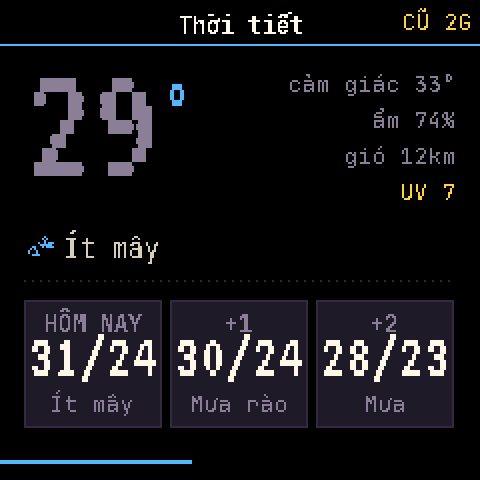 Thời tiết
CŨ 2G
29°
cảm giác 33°
ẩm 74%
gió 12km
UV 7
Ít mây
HÔM NAY
31/24
Ít mây
+1
30/24
Mưa rào
+2
28/23
Mưa